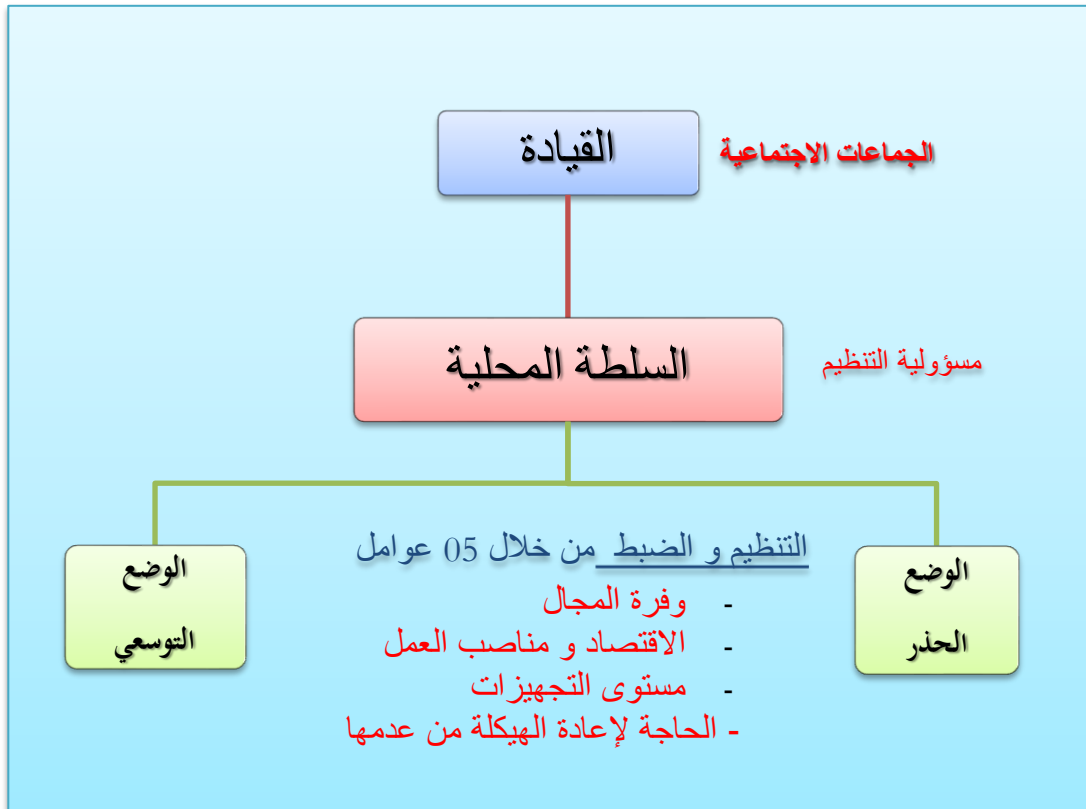 الجماعات الاجتماعية
القيادة
مسؤولية التنظيم
السلطة المحلية
الوضع
الحذر
التنظيم و الضبط من خلال 05 عوامل
- وفرة المجال
- الاقتصاد و مناصب العمل
- مستوى التجهيزات
- الحاجة لإعادة الهيكلة من عدمها
الوضع
التوسعي